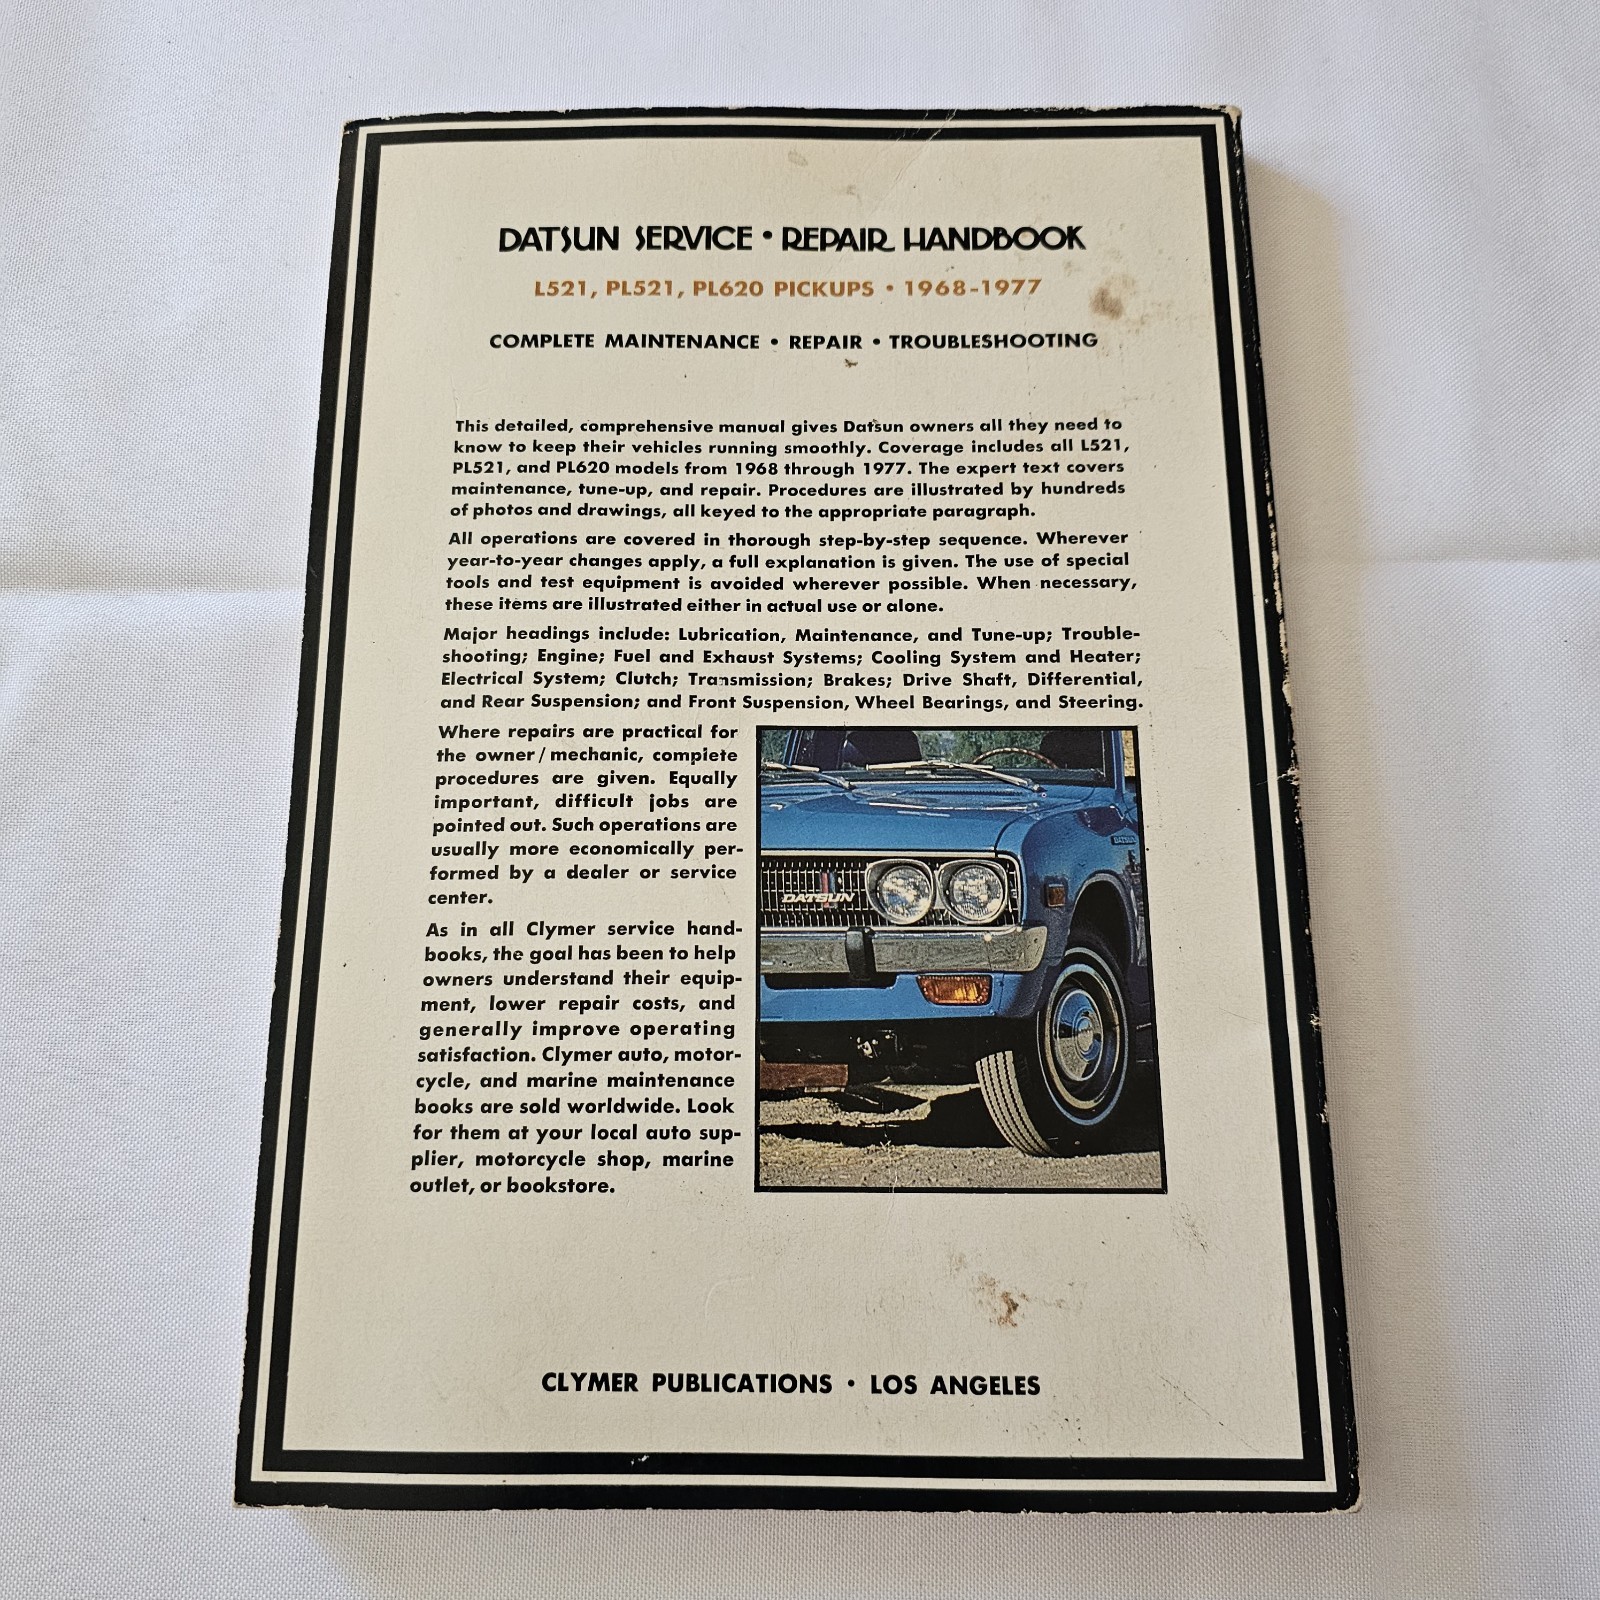 DATSUN SERVICE • REPAIR HANDBOOK
L521, PL521, PL620 PICKUPS • 1968-1977
COMPLETE MAINTENANCE • REPAIR • TROUBLESHOOTING
This detailed, comprehensive manual gives Datsun owners all they need to
know to keep their vehicles running smoothly. Coverage includes all L521,
PL521, and PL620 models from 1968 through 1977. The expert text covers
maintenance, tune-up, and repair. Procedures are illustrated by hundreds
of photos and drawings, all keyed to the appropriate paragraph.
All operations are covered in thorough step-by-step sequence. Wherever
year-to-year changes apply, a full explanation is given. The use of special
tools and test equipment is avoided wherever possible. When necessary,
these items are illustrated either in actual use or alone.
Major headings include: Lubrication, Maintenance, and Tune-up; Trouble-
shooting; Engine; Fuel and Exhaust Systems; Cooling System and Heater;
Electrical System; Clutch; Transmission; Brakes; Drive Shaft, Differential,
and Rear Suspension; and Front Suspension, Wheel Bearings, and Steering.
Where repairs are practical for
the owner/mechanic, complete
procedures are given. Equally
important, difficult jobs are
pointed out. Such operations are
usually more economically per-
formed by a dealer or service
center.
As in all Clymer service hand-
books, the goal has been to help
owners understand their equip-
ment, lower repair costs, and
generally improve operating
satisfaction. Clymer auto, motor-
cycle, and marine maintenance
books are sold worldwide. Look
for them at your local auto sup-
plier, motorcycle shop, marine
outlet, or bookstore.
DATSUN
DATSUN
CLYMER PUBLICATIONS • LOS ANGELES